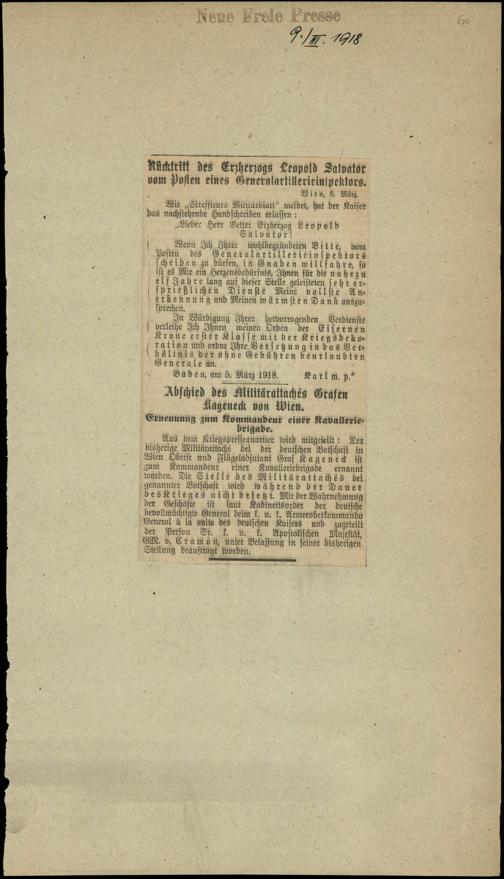 Neue Freie Presse
60
9./III. 1918
Rücktritt des Erzherzogs Leopold Salvator
vom Posten eines Generalartillerieinspektors.
Wien, 8. März.
Wie „Streffleurs Militärblatt" meldet, hat der Kaiser
das nachstehende Handschreiben erlassen:
„Lieber Herr Vetter Erzherzog Leopold
Salvator!
Wenn Ich Ihrer wohlbegründeten Bitte, vom
Posten des Generalartillerieinspektors
scheiden zu dürfen, in Gnaden willfahre, so
ist es Mir ein Herzensbedürfnis, Ihnen für die nahezu
elf Jahre lang auf dieser Stelle geleisteten sehr er-
sprießlichen Dienste Meine vollste An-
erkennung und Meinen wärmsten Dank auszu-
sprechen.
In Würdigung Ihrer hervorragenden Verdienste
verleihe Ich Ihnen meinen Orden der Eisernen
Krone erster Klasse mit der Kriegsdeko-
ration und ordne Ihre Versetzung in das Ver-
hältnis der ohne Gebühren beurlaubten
Generale an.
Baden, am 5. März 1918. Karl m. p."
Abschied des Militärattachés Grafen
Kageneck von Wien.
Ernennung zum Kommandeur einer Kavallerie-
brigade.
Aus dem Kriegspressequartier wird mitgeteilt: Der
bisherige Militärattaché bei der deutschen Botschaft in
Wien Oberst und Flügeladjutant Graf Kageneck ist
zum Kommandeur einer Kavalleriebrigade ernannt
worden. Die Stelle des Militärattachés bei
genannter Botschaft wird während der Dauer
des Krieges nicht besetzt. Mit der Wahrnehmung
der Geschäfte ist laut Kabinettsorder der deutsche
bevollmächtigte General beim k. u. k. Armeeoberkommando
General à la suite des deutschen Kaisers und zugeteilt
der Person Sr. k. u. k. Apostolischen Majestät,
GM. v. Cramon, unter Belassung in seiner bisherigen
Stellung beauftragt worden.